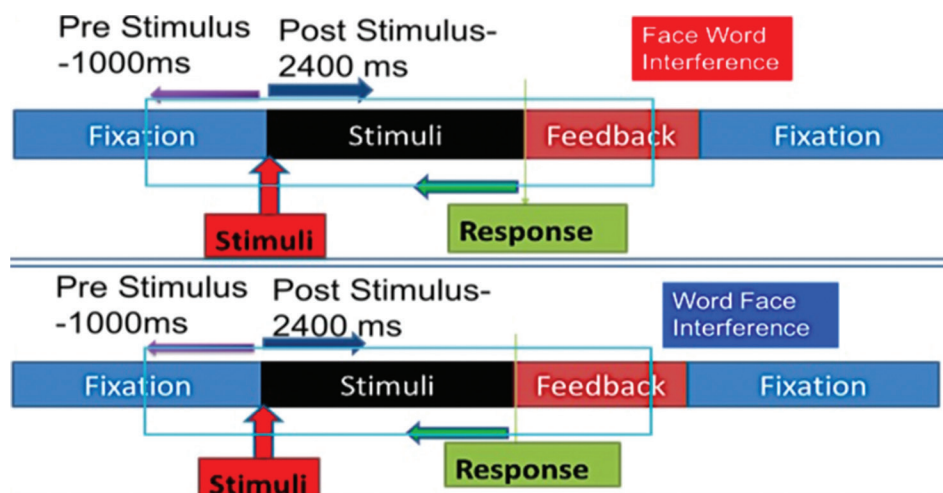 Pre Stimulus
-1000ms
Post Stimulus-
2400 ms
Face Word
Interference
Fixation
Stimuli
Feedback
Fixation
Stimuli
Response
Pre Stimulus
-1000ms
Post Stimulus-
2400 ms
Word Face
Interference
Fixation
Stimuli
Feedback
Fixation
Stimuli
Response